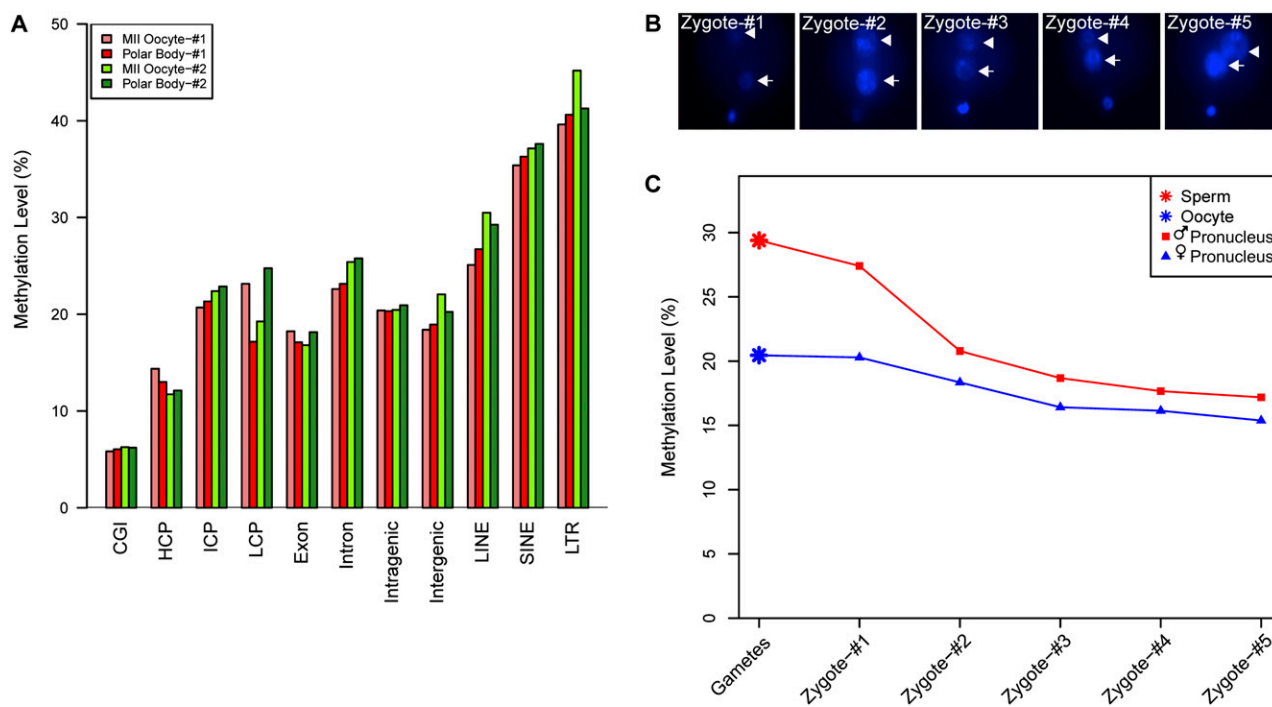 A
MII Oocyte-#1
Polar Body-#1
MII Oocyte-#2
Polar Body-#2
Methylation Level (%)
50
40
30
20
10
0
CGI
HCP
ICP
LCP
Exon
Intron
Intragenic
Intergenic
LINE
SINE
LTR
B
Zygote-#1
Zygote-#2
Zygote-#3
Zygote-#4
Zygote-#5
C
Sperm
Oocyte
♂ Pronucleus
♀ Pronucleus
Methylation Level (%)
30
25
20
15
10
5
0
Gametes
Zygote-#1
Zygote-#2
Zygote-#3
Zygote-#4
Zygote-#5